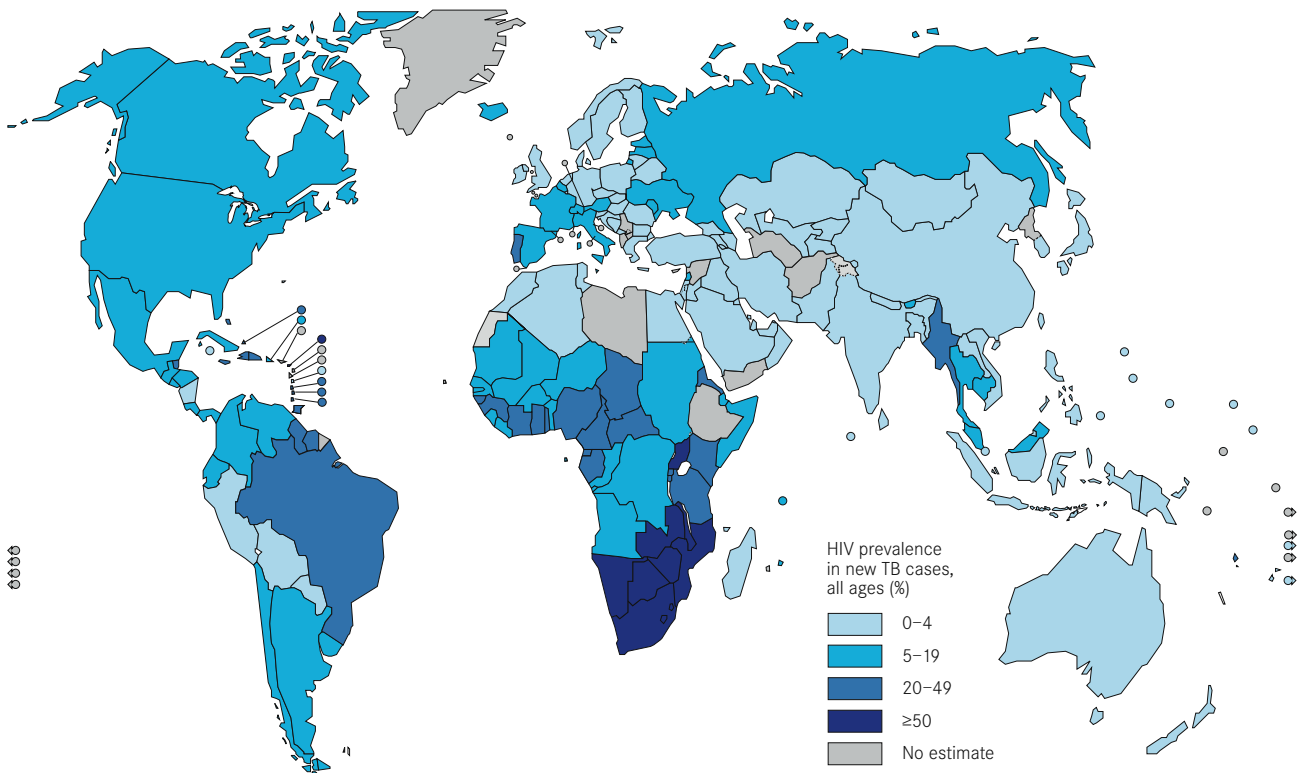 HIV prevalence
in new TB cases,
all ages (%)
0–4
5–19
20–49
≥50
No estimate